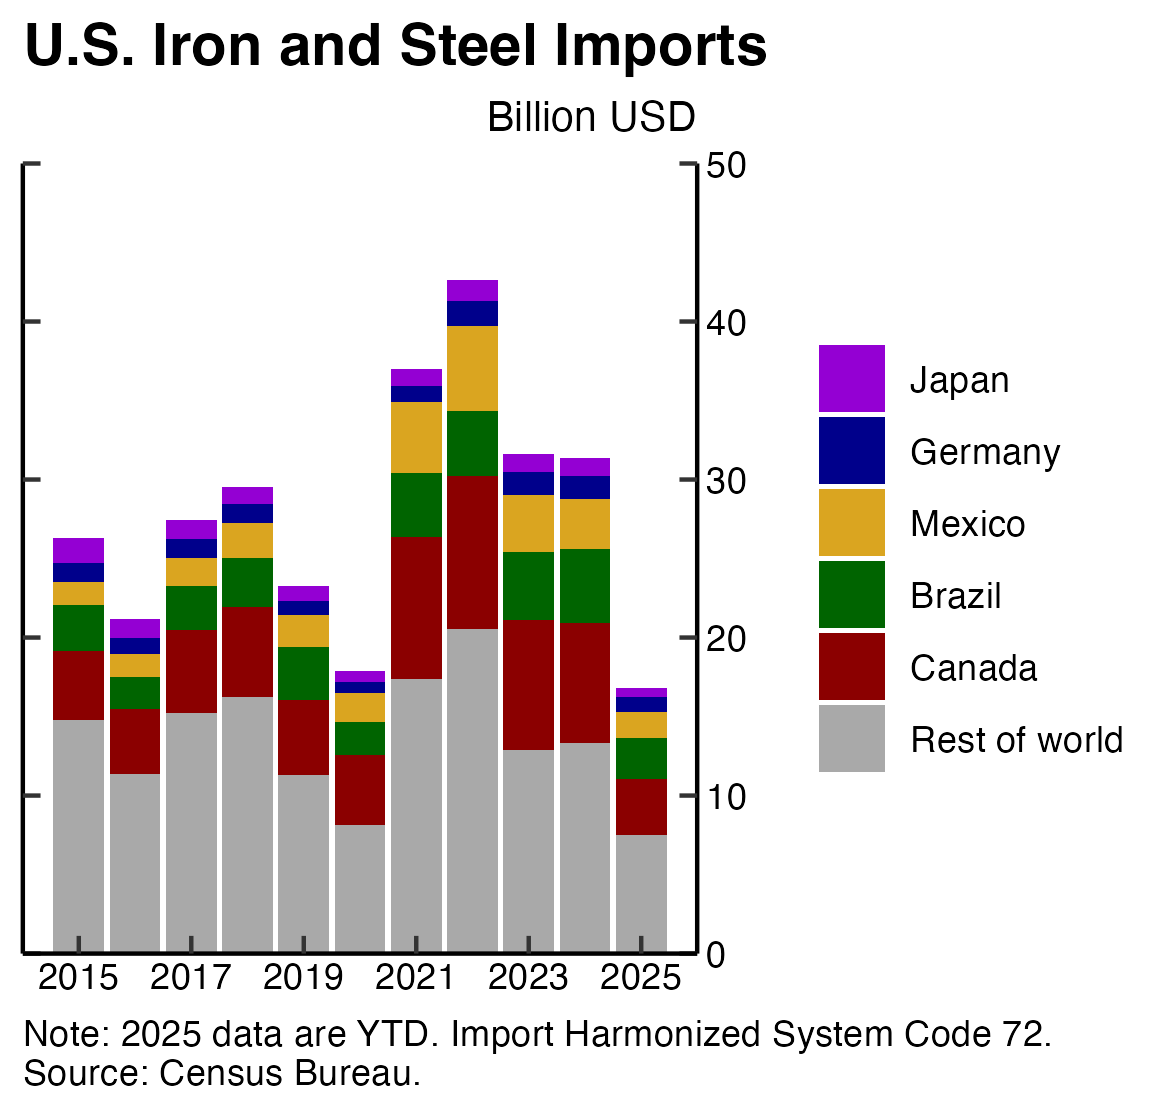 U.S. Iron and Steel Imports
Billion USD
50
40
30
20
10
0
Japan
Germany
Mexico
Brazil
Canada
Rest of world
2015 2017 2019 2021 2023 2025
Note: 2025 data are YTD. Import Harmonized System Code 72.
Source: Census Bureau.